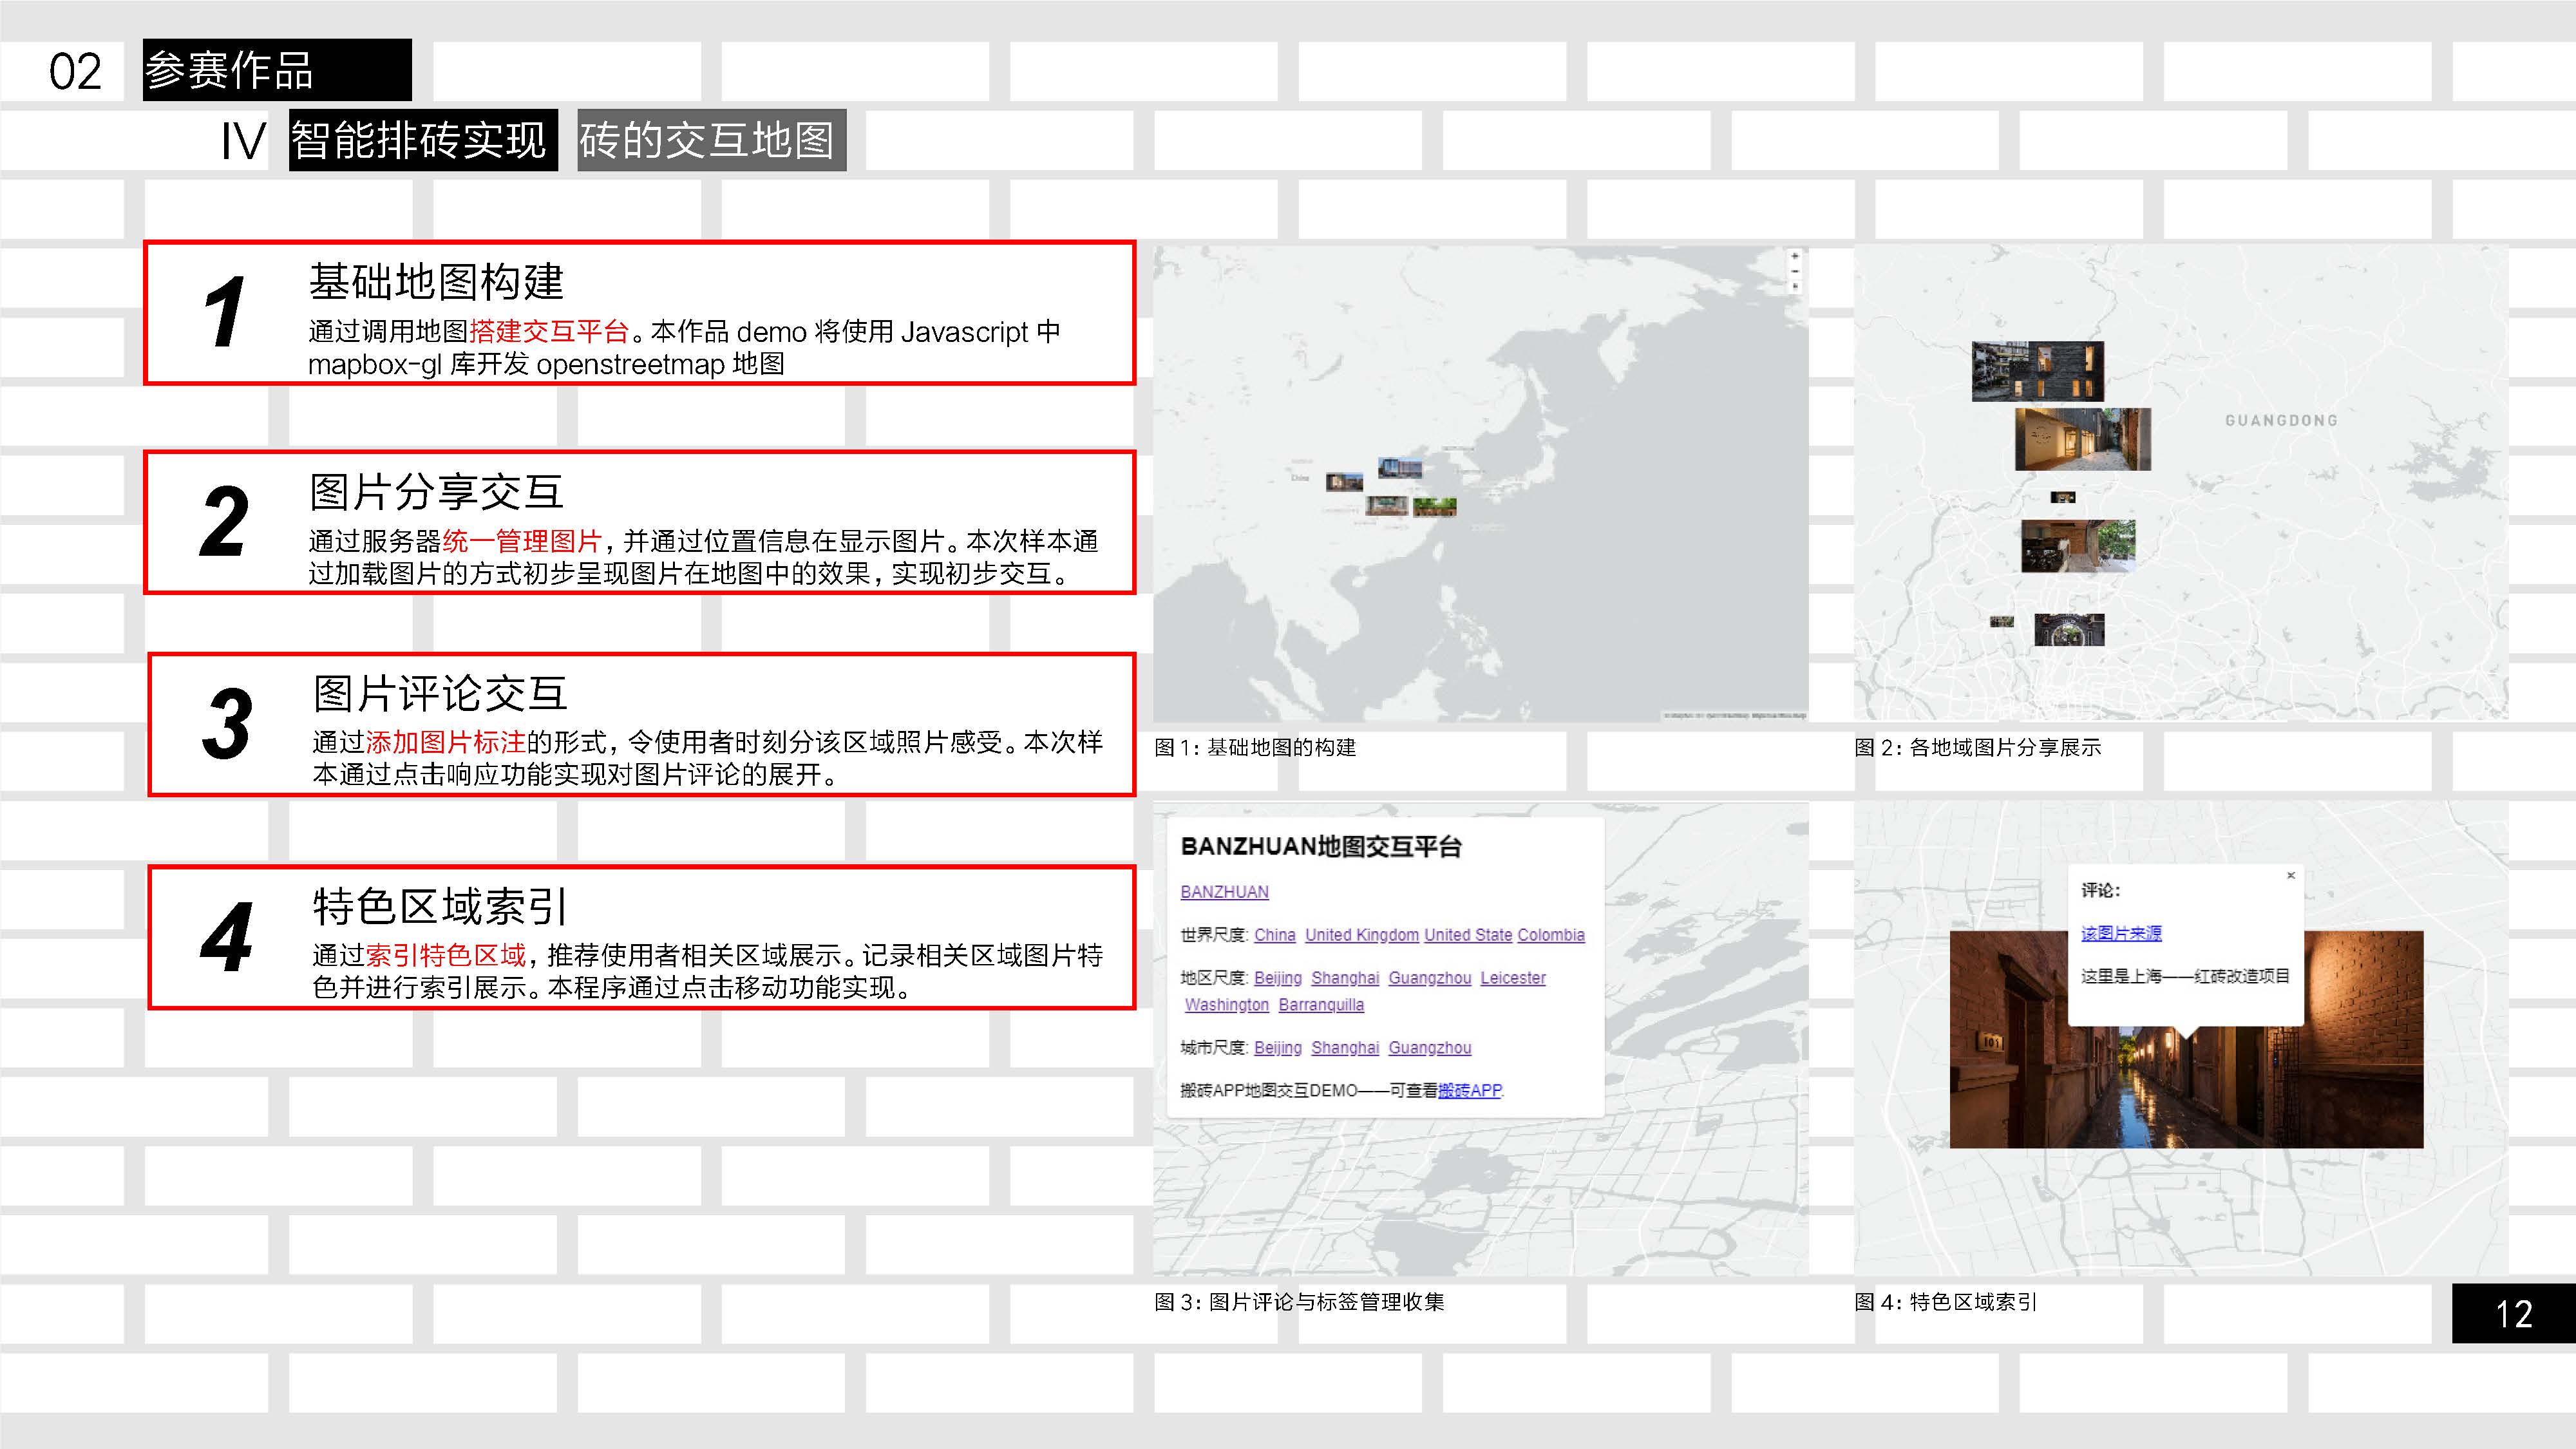 02 参赛作品
IV 智能排砖实现 砖的交互地图
1 基础地图构建
通过调用地图搭建交互平台。本作品 demo 将使用 Javascript 中
mapbox-gl 库开发 openstreetmap 地图
2 图片分享交互
通过服务器统一管理图片，并通过位置信息在显示图片。本次样本通
过加载图片的方式初步呈现图片在地图中的效果，实现初步交互。
3 图片评论交互
通过添加图片标注的形式，令使用者时刻分该区域照片感受。本次样
本通过点击响应功能实现对图片评论的展开。
4 特色区域索引
通过索引特色区域，推荐使用者相关区域展示。记录相关区域图片特
色并进行索引展示。本程序通过点击移动功能实现。
China
图 1：基础地图的构建
GUANGDONG
图 2：各地域图片分享展示
BANZHUAN地图交互平台
BANZHUAN
世界尺度: China United Kingdom United State Colombia
地区尺度: Beijing Shanghai Guangzhou Leicester
Washington Barranquilla
城市尺度: Beijing Shanghai Guangzhou
搬砖APP地图交互DEMO——可查看搬砖APP.
图 3：图片评论与标签管理收集
×
评论：
该图片来源
这里是上海——红砖改造项目
101
图 4：特色区域索引
12